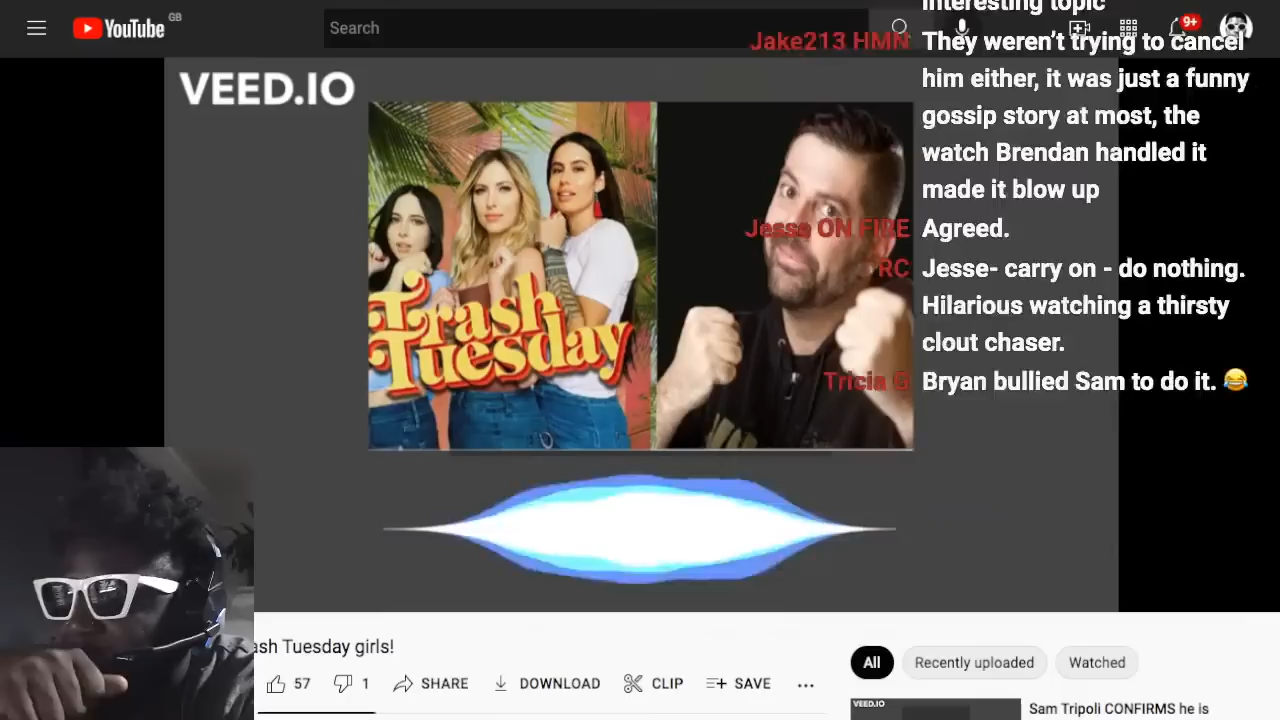 YouTube GB
Search
9+
interesting topic
Jake213 HMN They weren't trying to cancel
him either, it was just a funny
gossip story at most, the
watch Brendan handled it
made it blow up
Jesse ON FIRE Agreed.
RC Jesse- carry on - do nothing.
Hilarious watching a thirsty
clout chaser.
Tricia G Bryan bullied Sam to do it. 😂
VEED.IO
Trash
Tuesday
ash Tuesday girls!
57
1
SHARE
DOWNLOAD
CLIP
SAVE
All
Recently uploaded
Watched
VEED.IO
Sam Tripoli CONFIRMS he is